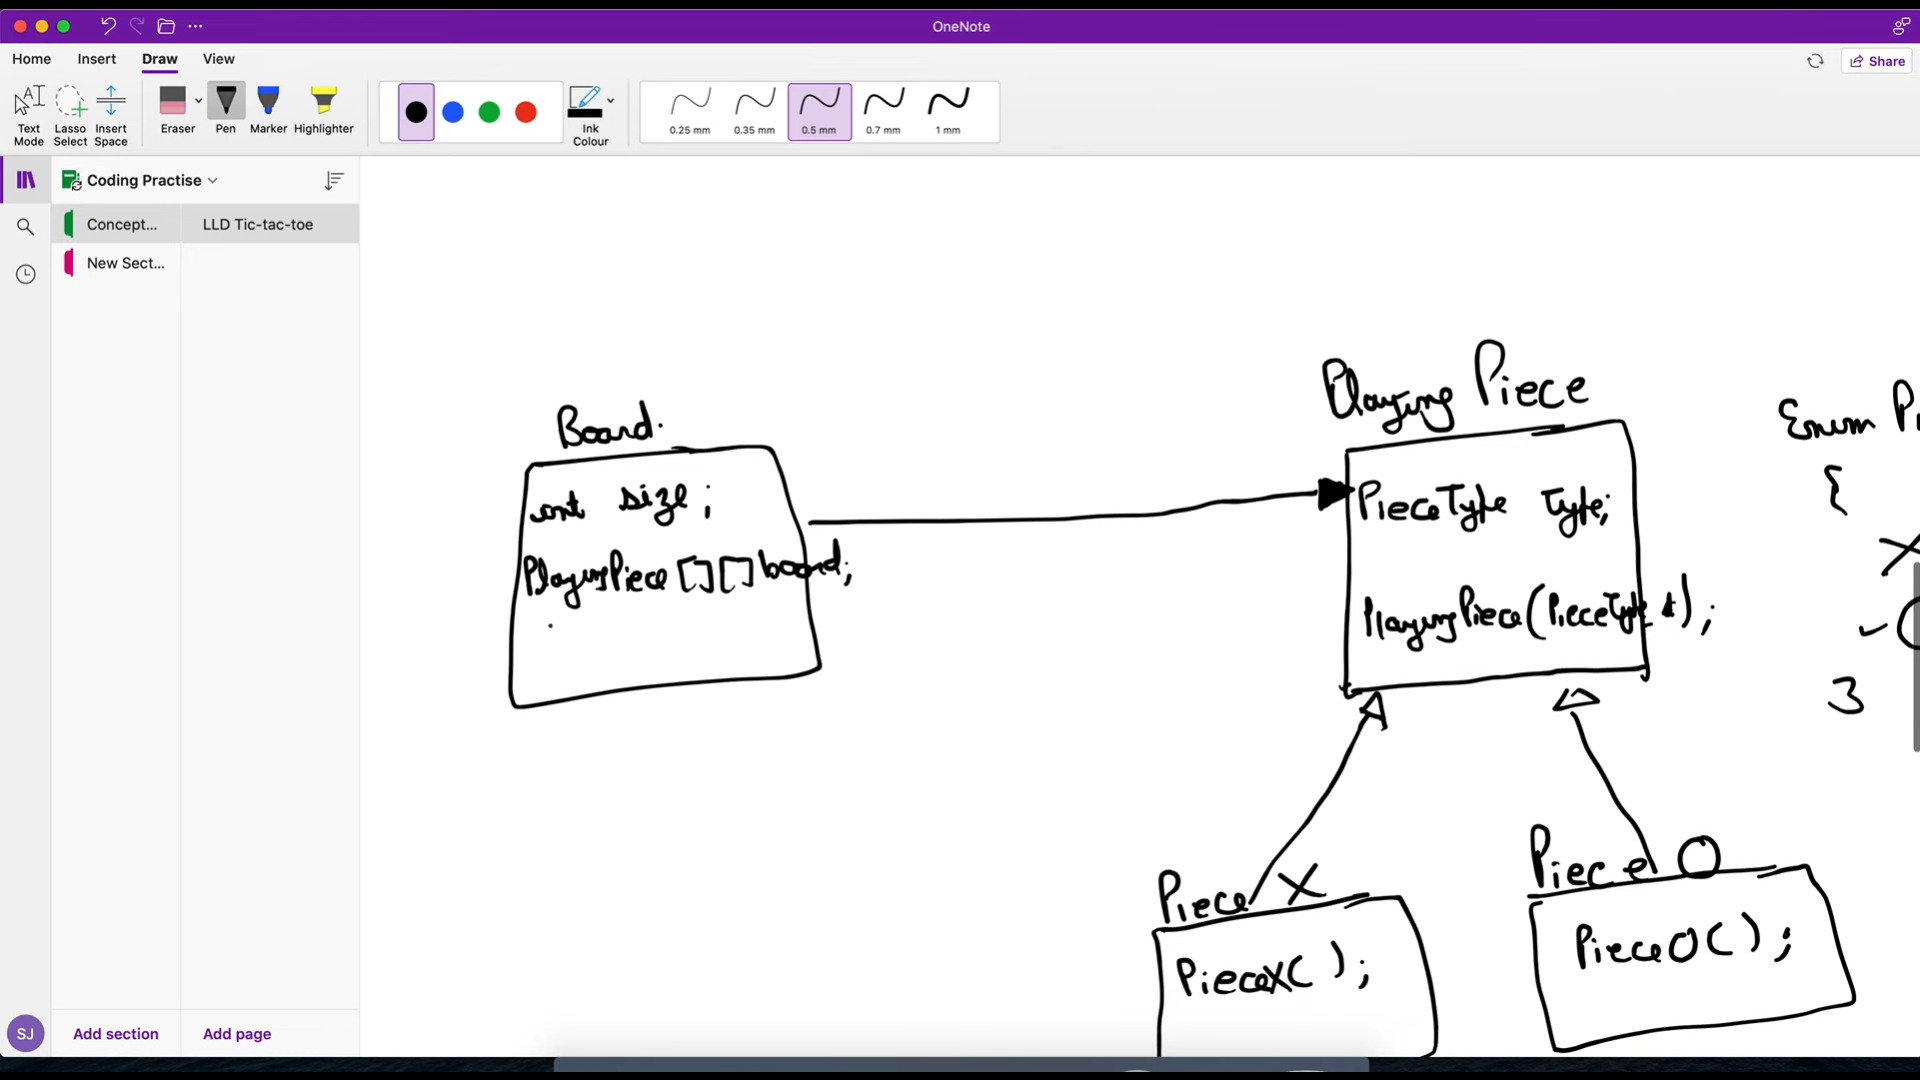 OneNote
Home Insert Draw View
Share
Text Mode
Lasso Select
Insert Space
Eraser
Pen
Marker
Highlighter
Ink Colour
0.25 mm
0.35 mm
0.5 mm
0.7 mm
1 mm
Coding Practise
Concept...
LLD Tic-tac-toe
New Sect...
Board.
int size;
PlayingPiece[][] board;
Playing Piece
PieceType type;
PlayingPiece(PieceType t);
Enum P
{
X
O
}
Piece X
PieceX();
Piece O
PieceO();
SJ
Add section
Add page